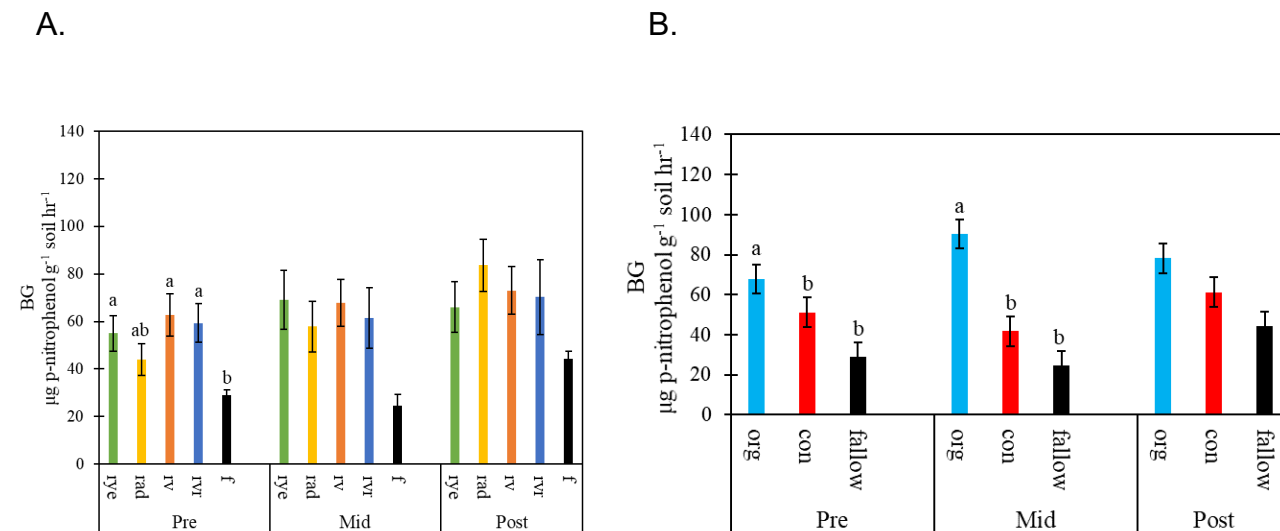 A.
BG
µg p-nitrophenol g⁻¹ soil hr⁻¹
140
120
100
80
60
40
20
0
a
ab
a
a
b
rye
rad
rv
rvr
f
rye
rad
rv
rvr
f
rye
rad
rv
rvr
f
Pre
Mid
Post
B.
BG
µg p-nitrophenol g⁻¹ soil hr⁻¹
140
120
100
80
60
40
20
0
a
b
b
a
b
b
org
con
fallow
org
con
fallow
org
con
fallow
Pre
Mid
Post